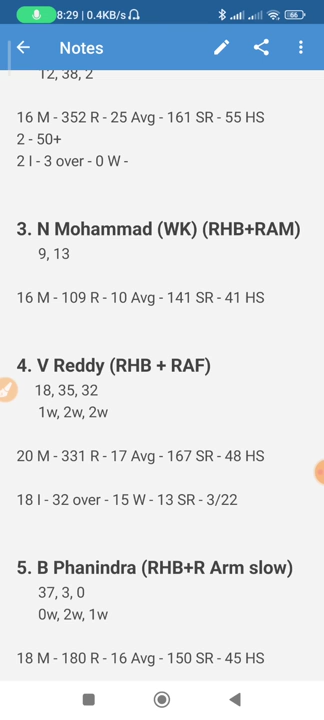 8:29 | 0.4KB/s
66
Notes
12, 38, 2
16 M - 352 R - 25 Avg - 161 SR - 55 HS
2 - 50+
2 I - 3 over - 0 W -
3. N Mohammad (WK) (RHB+RAM)
9, 13
16 M - 109 R - 10 Avg - 141 SR - 41 HS
4. V Reddy (RHB + RAF)
18, 35, 32
1w, 2w, 2w
20 M - 331 R - 17 Avg - 167 SR - 48 HS
18 I - 32 over - 15 W - 13 SR - 3/22
5. B Phanindra (RHB+R Arm slow)
37, 3, 0
0w, 2w, 1w
18 M - 180 R - 16 Avg - 150 SR - 45 HS